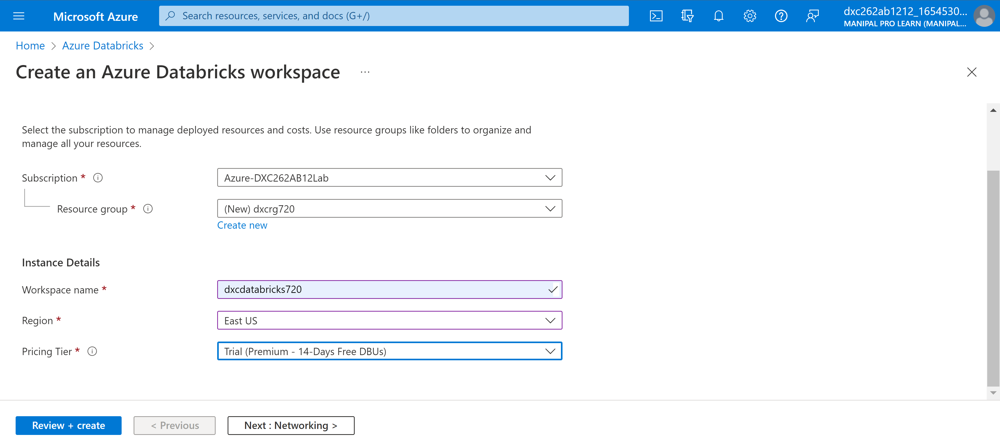 Microsoft Azure
Search resources, services, and docs (G+/)
dxc262ab1212_1654530...
MANIPAL PRO LEARN (MANIPAL...
Home > Azure Databricks >
Create an Azure Databricks workspace ...
Select the subscription to manage deployed resources and costs. Use resource groups like folders to organize and
manage all your resources.
Subscription *
Azure-DXC262AB12Lab
Resource group *
(New) dxcrg720
Create new
Instance Details
Workspace name *
dxcdatabricks720
Region *
East US
Pricing Tier *
Trial (Premium - 14-Days Free DBUs)
Review + create
< Previous
Next : Networking >